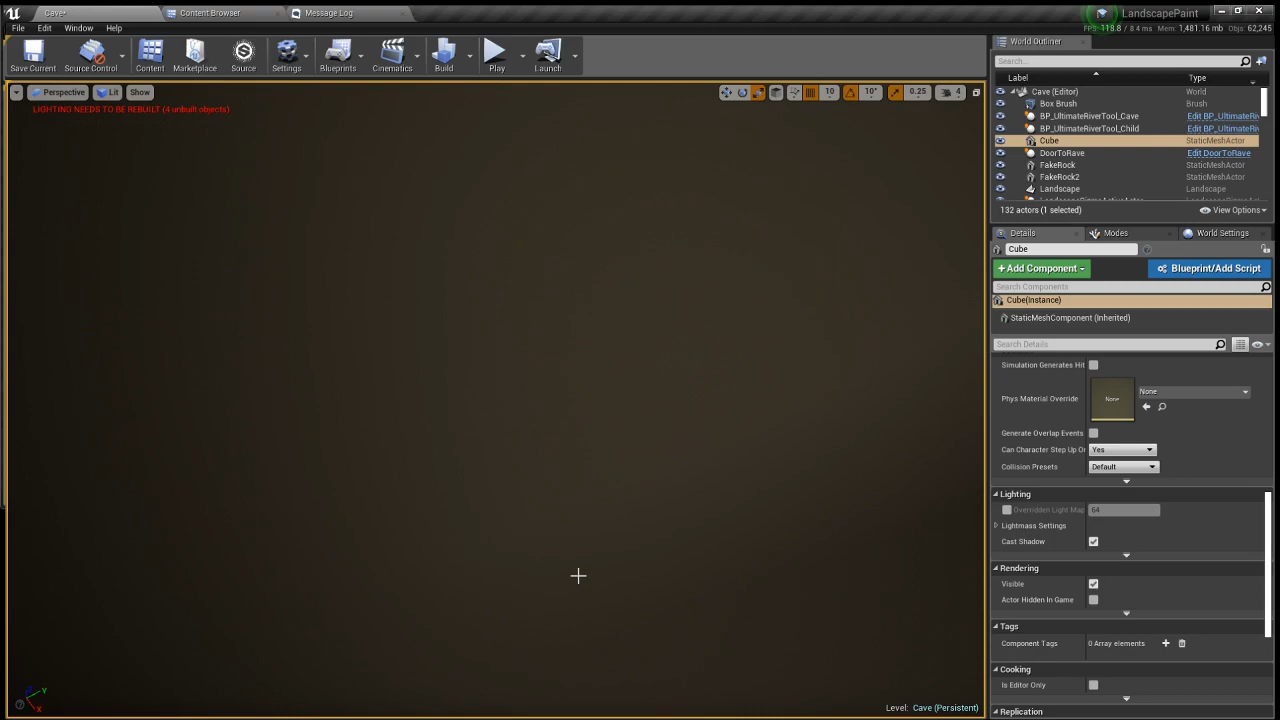 Cave*
Content Browser
Message Log
LandscapePaint
FPS: 118.8 / 8.4 ms Mem: 1,481.16 mb Objs: 62,245
File Edit Window Help
Save Current
Source Control
Content
Marketplace
Source
Settings
Blueprints
Cinematics
Build
Play
Launch
Perspective Lit Show
10 10° 0.25 4
LIGHTING NEEDS TO BE REBUILT (4 unbuilt objects)
Level: Cave (Persistent)
Z Y X
World Outliner
Search...
Label Type
Cave (Editor) World
Box Brush Brush
BP_UltimateRiverTool_Cave Edit BP_UltimateRiv
BP_UltimateRiverTool_Child Edit BP_UltimateRiv
Cube StaticMeshActor
DoorToRave Edit DoorToRave
FakeRock StaticMeshActor
FakeRock2 StaticMeshActor
Landscape Landscape
132 actors (1 selected) View Options
Details Modes World Settings
Cube
+Add Component Blueprint/Add Script
Search Components
Cube(Instance)
StaticMeshComponent (Inherited)
Search Details
Simulation Generates Hit
Phys Material Override None None
Generate Overlap Events
Can Character Step Up On Yes
Collision Presets Default
Lighting
Overridden Light Map 64
Lightmass Settings
Cast Shadow
Rendering
Visible
Actor Hidden In Game
Tags
Component Tags 0 Array elements
Cooking
Is Editor Only
Replication